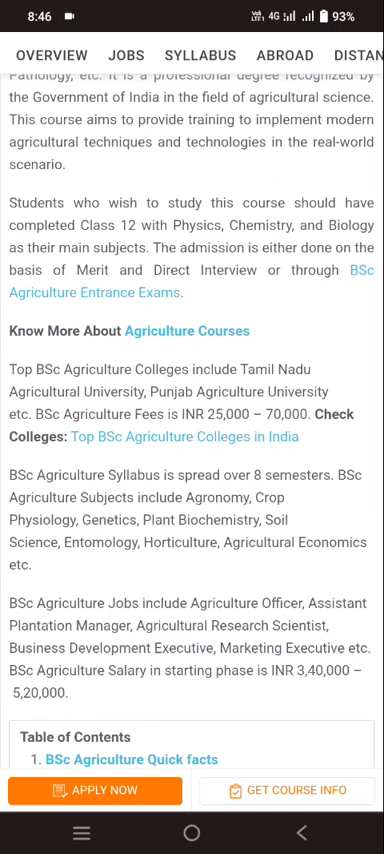 8:46
4G
93%
OVERVIEW JOBS SYLLABUS ABROAD DISTAN
Pathology, etc. It is a professional degree recognized by
the Government of India in the field of agricultural science.
This course aims to provide training to implement modern
agricultural techniques and technologies in the real-world
scenario.
Students who wish to study this course should have
completed Class 12 with Physics, Chemistry, and Biology
as their main subjects. The admission is either done on the
basis of Merit and Direct Interview or through BSc
Agriculture Entrance Exams.
Know More About Agriculture Courses
Top BSc Agriculture Colleges include Tamil Nadu
Agricultural University, Punjab Agriculture University
etc. BSc Agriculture Fees is INR 25,000 – 70,000. Check
Colleges: Top BSc Agriculture Colleges in India
BSc Agriculture Syllabus is spread over 8 semesters. BSc
Agriculture Subjects include Agronomy, Crop
Physiology, Genetics, Plant Biochemistry, Soil
Science, Entomology, Horticulture, Agricultural Economics
etc.
BSc Agriculture Jobs include Agriculture Officer, Assistant
Plantation Manager, Agricultural Research Scientist,
Business Development Executive, Marketing Executive etc.
BSc Agriculture Salary in starting phase is INR 3,40,000 –
5,20,000.
Table of Contents
1. BSc Agriculture Quick facts
APPLY NOW
GET COURSE INFO